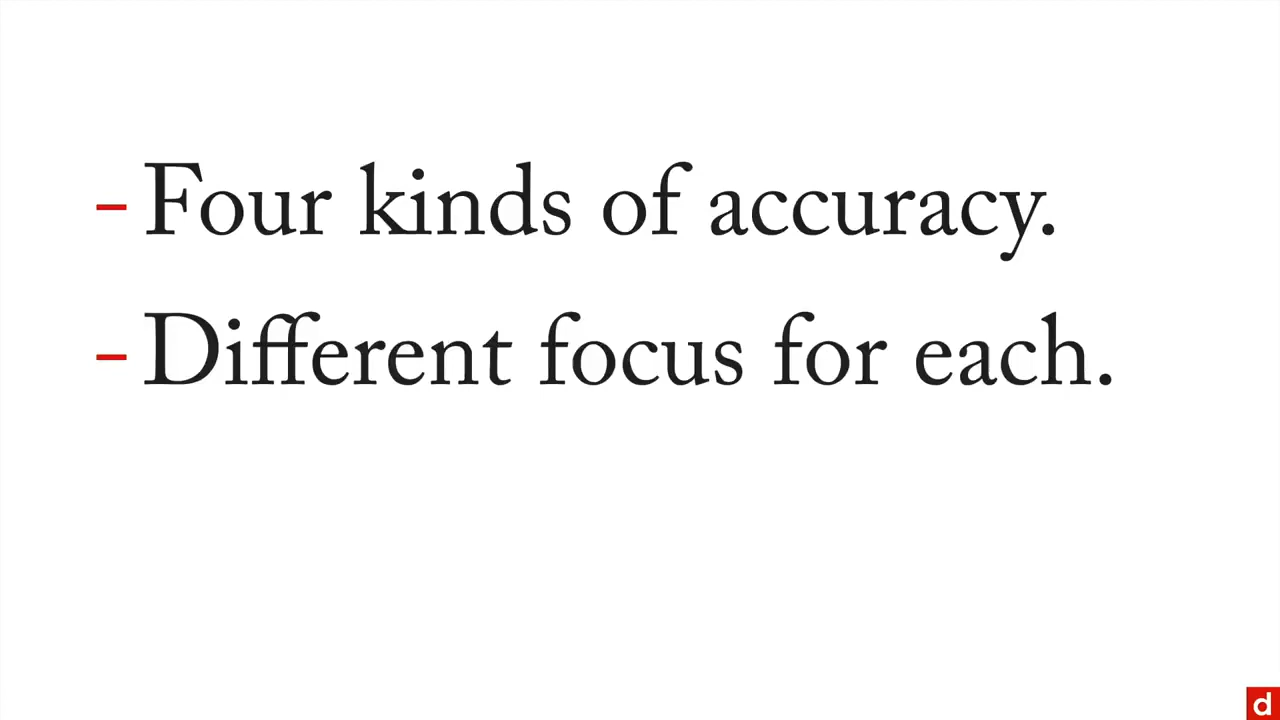 – Four kinds of accuracy.
– Different focus for each.
d